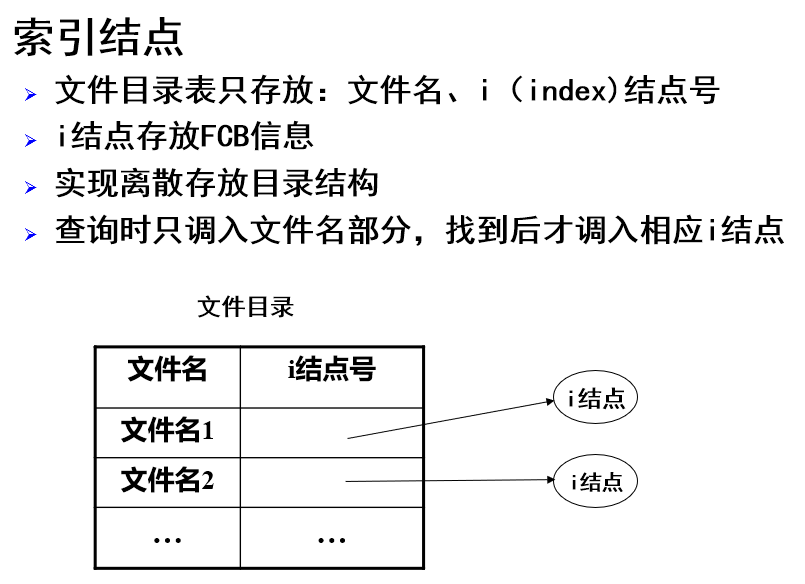 索引结点
文件目录表只存放：文件名、i（index)结点号
i结点存放FCB信息
实现离散存放目录结构
查询时只调入文件名部分，找到后才调入相应i结点
文件目录
文件名 i结点号
文件名1
i结点
文件名2
i结点
… …